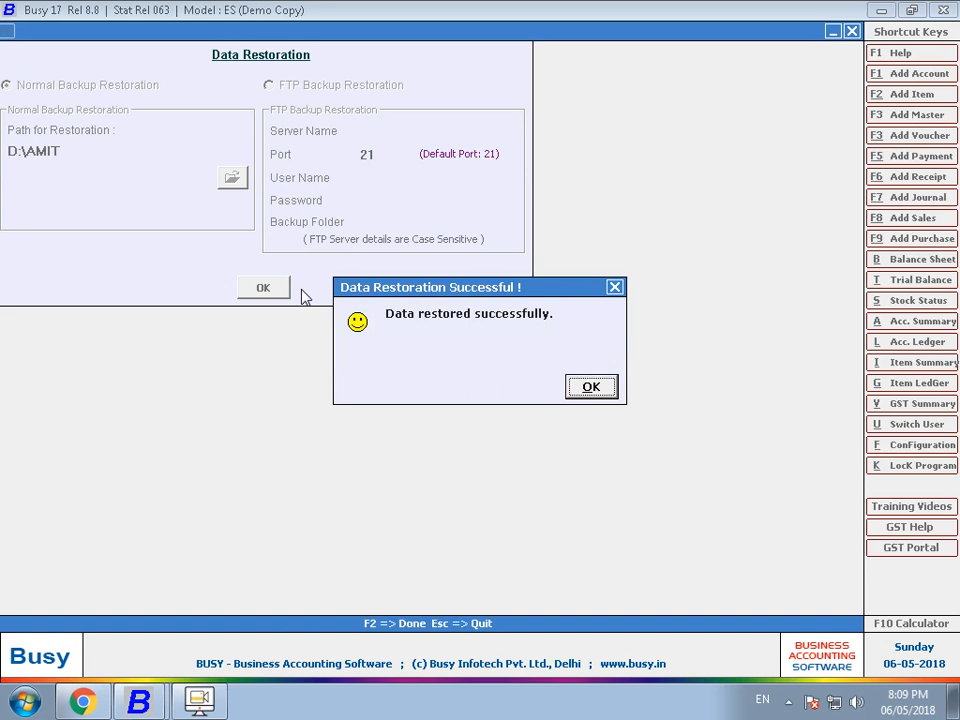 Busy 17 Rel 8.8 | Stat Rel 063 | Model : ES (Demo Copy)
Data Restoration
Normal Backup Restoration
FTP Backup Restoration
Normal Backup Restoration
Path for Restoration :
D:\AMIT
FTP Backup Restoration
Server Name
Port 21 (Default Port: 21)
User Name
Password
Backup Folder
( FTP Server details are Case Sensitive )
OK
Data Restoration Successful !
Data restored successfully.
OK
Shortcut Keys
F1 Help
F1 Add Account
F2 Add Item
F3 Add Master
F3 Add Voucher
F5 Add Payment
F6 Add Receipt
F7 Add Journal
F8 Add Sales
F9 Add Purchase
B Balance Sheet
T Trial Balance
S Stock Status
A Acc. Summary
L Acc. Ledger
I Item Summary
G Item LedGer
Y GST Summary
U Switch User
F ConFiguration
K LocK Program
Training Videos
GST Help
GST Portal
F2 => Done Esc => Quit
F10 Calculator
Busy
BUSY - Business Accounting Software ; (c) Busy Infotech Pvt. Ltd., Delhi ; www.busy.in
BUSINESS
ACCOUNTING
SOFTWARE
Sunday
06-05-2018
B
EN
8:09 PM
06/05/2018